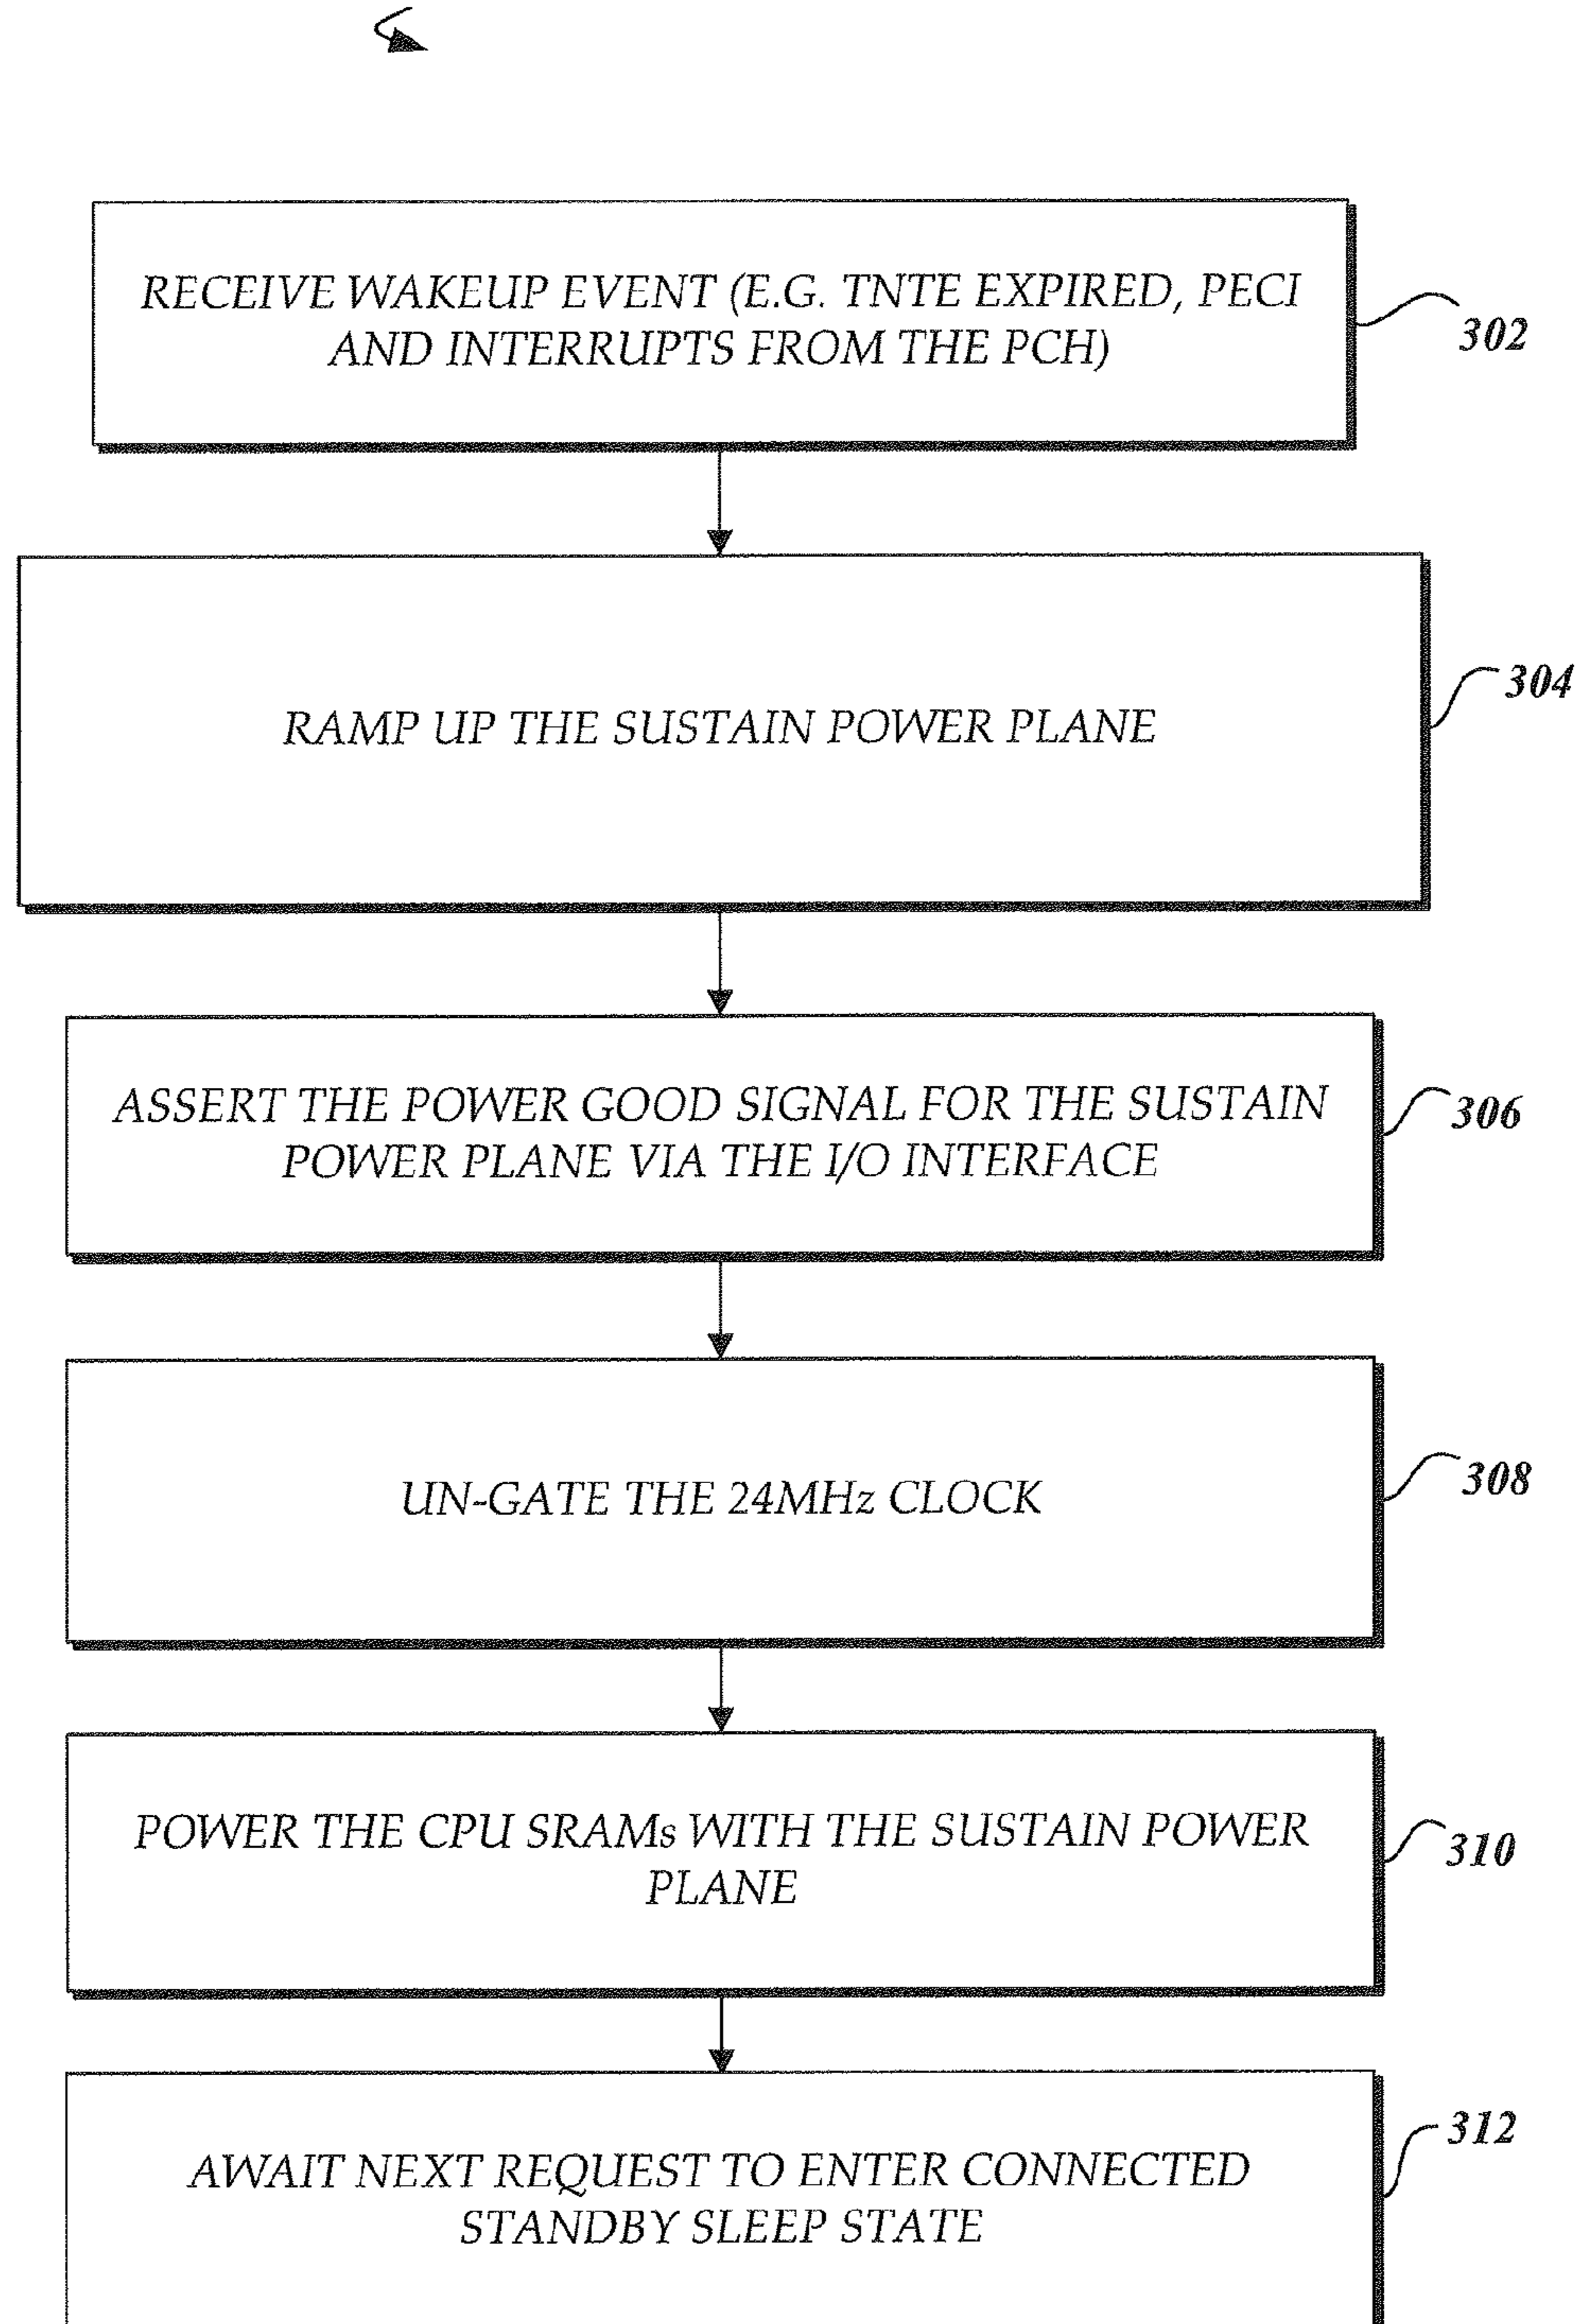 RECEIVE WAKEUP EVENT (E.G. TNTE EXPIRED, PECI
AND INTERRUPTS FROM THE PCH)
302
RAMP UP THE SUSTAIN POWER PLANE
304
ASSERT THE POWER GOOD SIGNAL FOR THE SUSTAIN
POWER PLANE VIA THE I/O INTERFACE
306
UN-GATE THE 24MHz CLOCK
308
POWER THE CPU SRAMs WITH THE SUSTAIN POWER
PLANE
310
AWAIT NEXT REQUEST TO ENTER CONNECTED
STANDBY SLEEP STATE
312